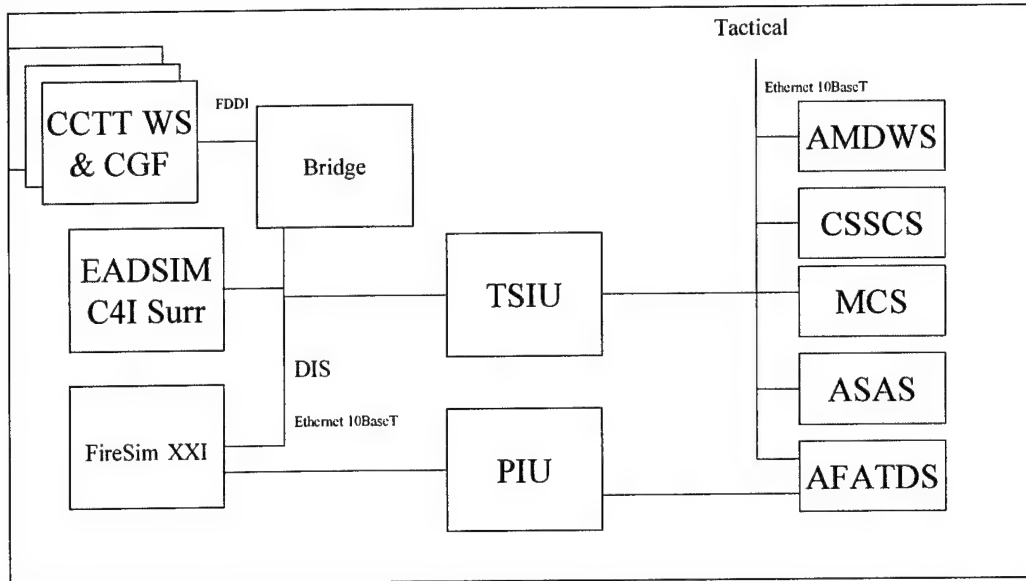 Tactical
Ethernet 10BaseT
FDDI
CCTT WS
& CGF
Bridge
AMDWS
EADSIM
C4I Surr
TSIU
CSSCS
MCS
DIS
ASAS
Ethernet 10BaseT
FireSim XXI
PIU
AFATDS